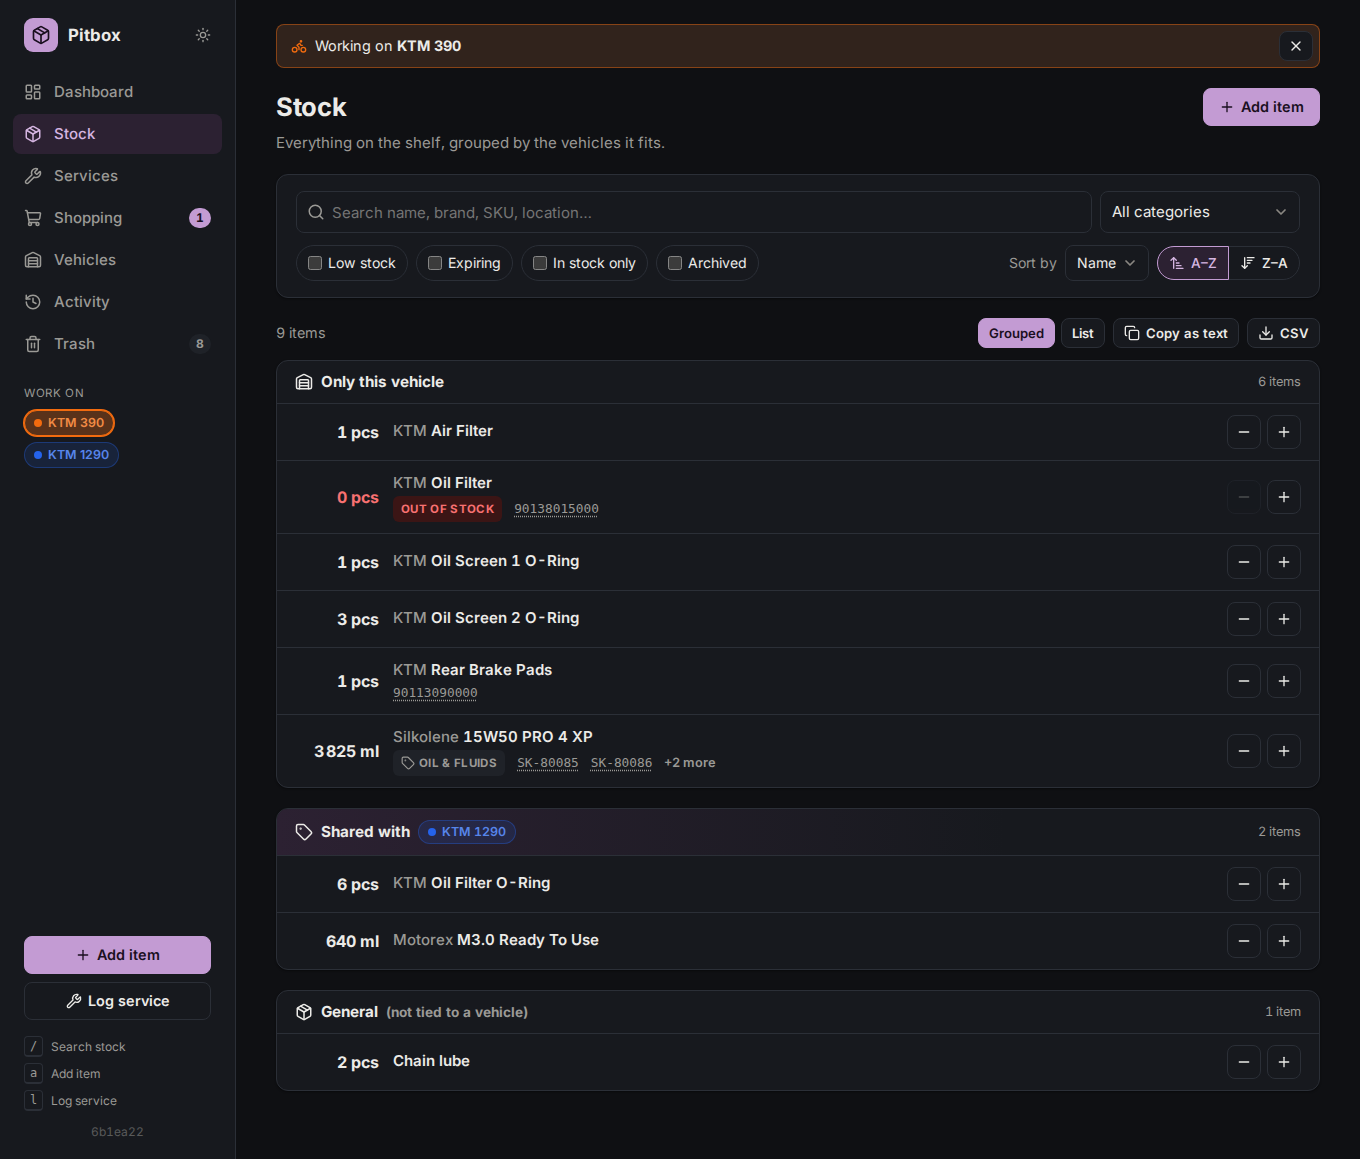 Pitbox
Dashboard
Stock
Services
Shopping 1
Vehicles
Activity
Trash 8
WORK ON
KTM 390
KTM 1290
Add item
Log service
/ Search stock
a Add item
l Log service
6b1ea22
Working on KTM 390
Stock
Add item
Everything on the shelf, grouped by the vehicles it fits.
Search name, brand, SKU, location...
All categories
Low stock Expiring In stock only Archived Sort by Name A–Z Z–A
9 items Grouped List Copy as text CSV
Only this vehicle 6 items
1 pcs KTM Air Filter
KTM Oil Filter
0 pcs
OUT OF STOCK 90138015000
1 pcs KTM Oil Screen 1 O-Ring
3 pcs KTM Oil Screen 2 O-Ring
KTM Rear Brake Pads
1 pcs
90113090000
Silkolene 15W50 PRO 4 XP
3 825 ml
OIL & FLUIDS SK-80085 SK-80086 +2 more
Shared with KTM 1290 2 items
6 pcs KTM Oil Filter O-Ring
640 ml Motorex M3.0 Ready To Use
General (not tied to a vehicle) 1 item
2 pcs Chain lube